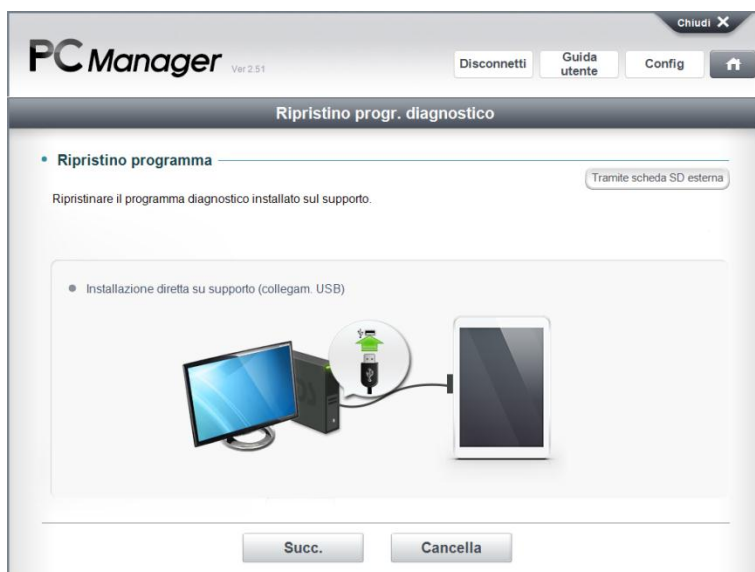 Chiudi X
PC Manager Ver 2.51
Disconnetti
Guida
utente
Config
Ripristino progr. diagnostico
Ripristino programma
Tramite scheda SD esterna
Ripristinare il programma diagnostico installato sul supporto.
Installazione diretta su supporto (collegam. USB)
Succ.
Cancella